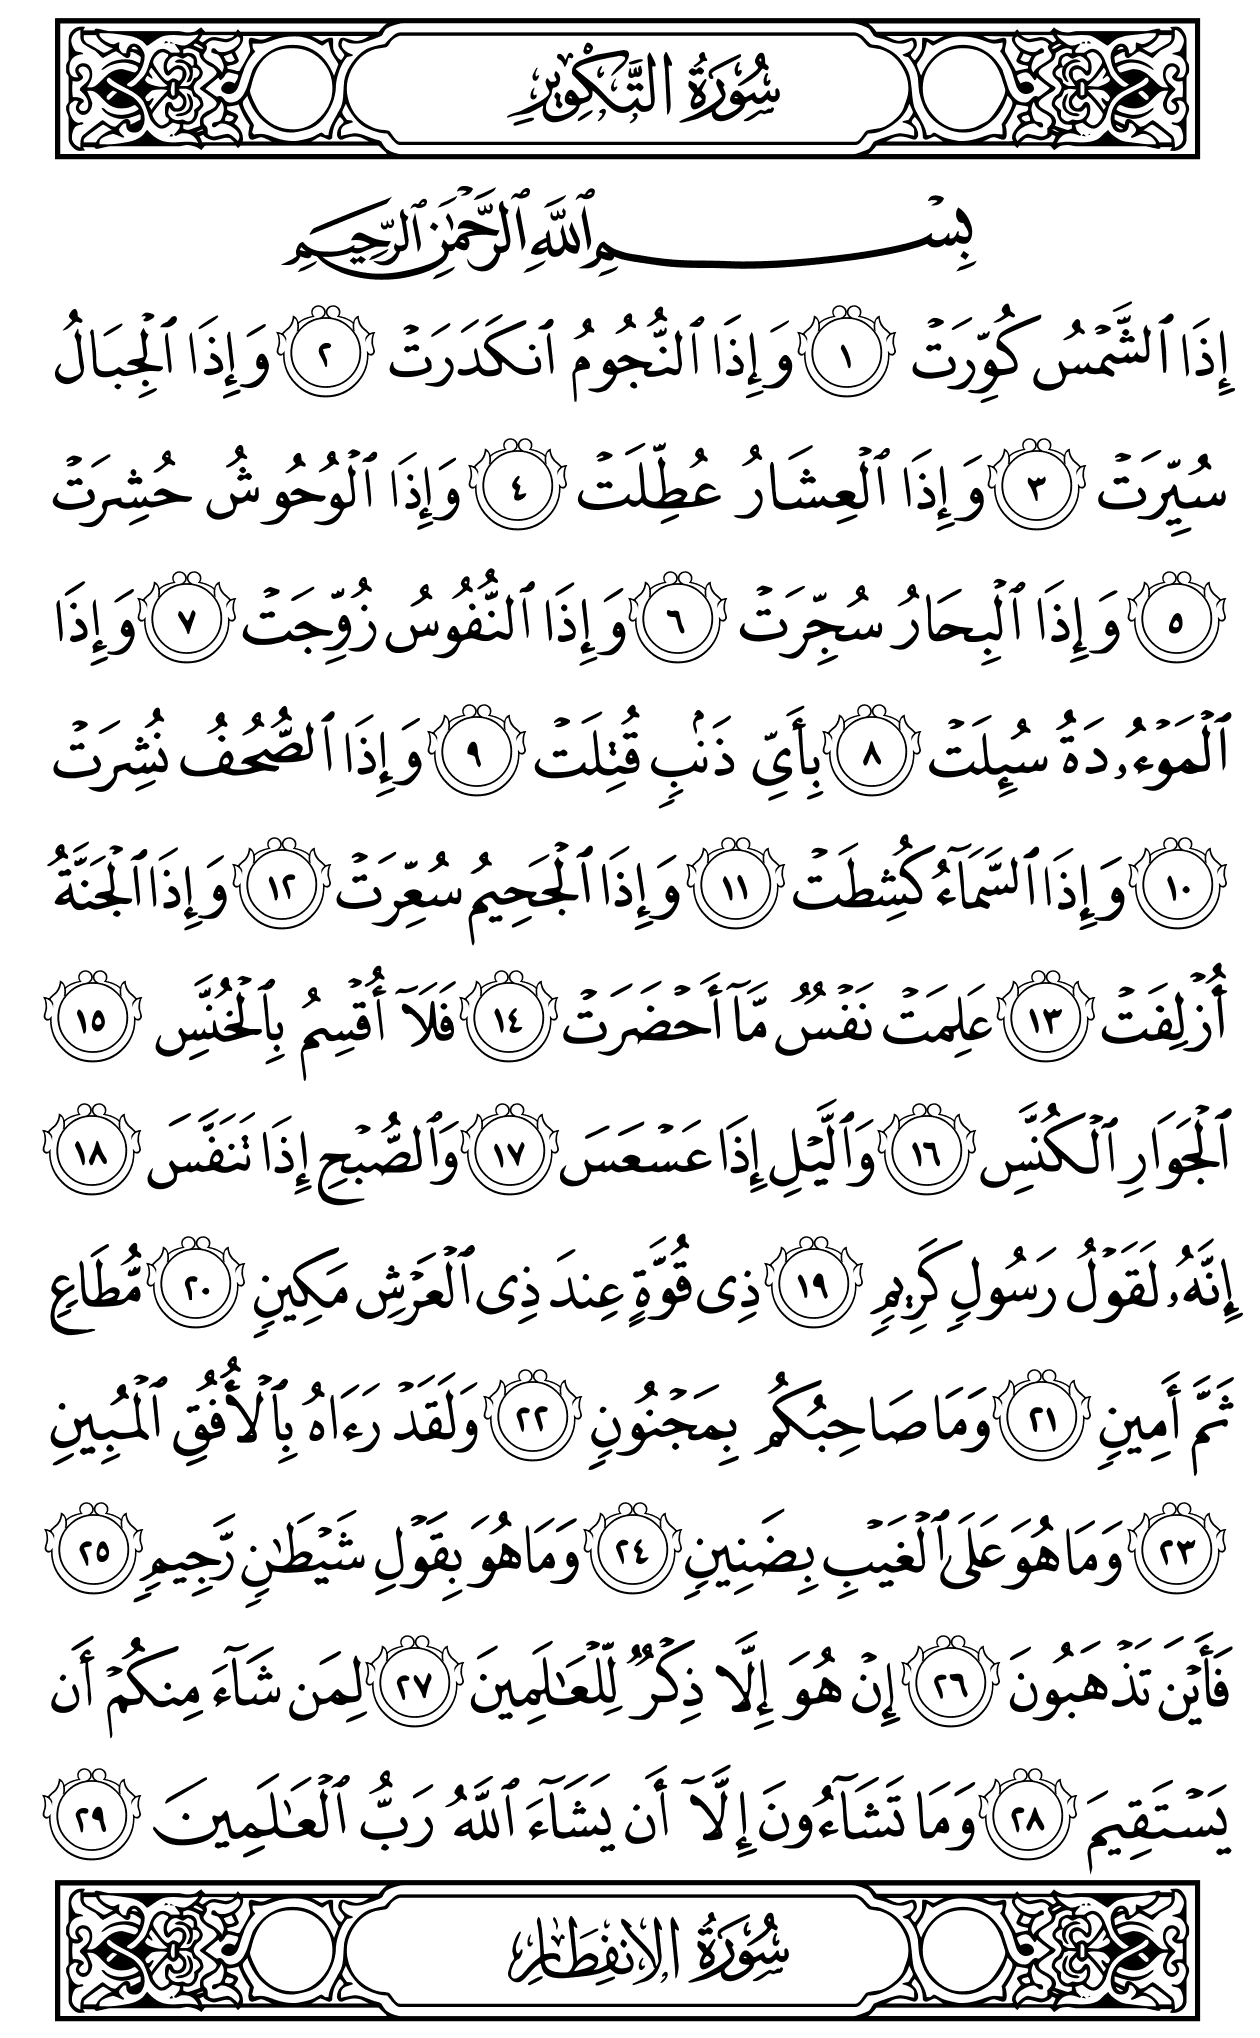 سُورَةُ التَّكْوِيرِ
بِسْمِ ٱللَّهِ ٱلرَّحْمَٰنِ ٱلرَّحِيمِ
إِذَا ٱلشَّمْسُ كُوِّرَتْ ١ وَإِذَا ٱلنُّجُومُ ٱنكَدَرَتْ ٢ وَإِذَا ٱلْجِبَالُ
سُيِّرَتْ ٣ وَإِذَا ٱلْعِشَارُ عُطِّلَتْ ٤ وَإِذَا ٱلْوُحُوشُ حُشِرَتْ
٥ وَإِذَا ٱلْبِحَارُ سُجِّرَتْ ٦ وَإِذَا ٱلنُّفُوسُ زُوِّجَتْ ٧ وَإِذَا
ٱلْمَوْءُۥدَةُ سُئِلَتْ ٨ بِأَىِّ ذَنۢبٍ قُتِلَتْ ٩ وَإِذَا ٱلصُّحُفُ نُشِرَتْ
١٠ وَإِذَا ٱلسَّمَآءُ كُشِطَتْ ١١ وَإِذَا ٱلْجَحِيمُ سُعِّرَتْ ١٢ وَإِذَا ٱلْجَنَّةُ
أُزْلِفَتْ ١٣ عَلِمَتْ نَفْسٌ مَّآ أَحْضَرَتْ ١٤ فَلَآ أُقْسِمُ بِٱلْخُنَّسِ ١٥
ٱلْجَوَارِ ٱلْكُنَّسِ ١٦ وَٱلَّيْلِ إِذَا عَسْعَسَ ١٧ وَٱلصُّبْحِ إِذَا تَنَفَّسَ ١٨
إِنَّهُۥ لَقَوْلُ رَسُولٍ كَرِيمٍ ١٩ ذِى قُوَّةٍ عِندَ ذِى ٱلْعَرْشِ مَكِينٍ ٢٠ مُّطَاعٍ
ثَمَّ أَمِينٍ ٢١ وَمَا صَاحِبُكُم بِمَجْنُونٍ ٢٢ وَلَقَدْ رَءَاهُ بِٱلْأُفُقِ ٱلْمُبِينِ
٢٣ وَمَا هُوَ عَلَى ٱلْغَيْبِ بِضَنِينٍ ٢٤ وَمَا هُوَ بِقَوْلِ شَيْطَٰنٍ رَّجِيمٍ ٢٥
فَأَيْنَ تَذْهَبُونَ ٢٦ إِنْ هُوَ إِلَّا ذِكْرٌ لِّلْعَٰلَمِينَ ٢٧ لِمَن شَآءَ مِنكُمْ أَن
يَسْتَقِيمَ ٢٨ وَمَا تَشَآءُونَ إِلَّآ أَن يَشَآءَ ٱللَّهُ رَبُّ ٱلْعَٰلَمِينَ ٢٩
سُورَةُ الانفِطَارِ